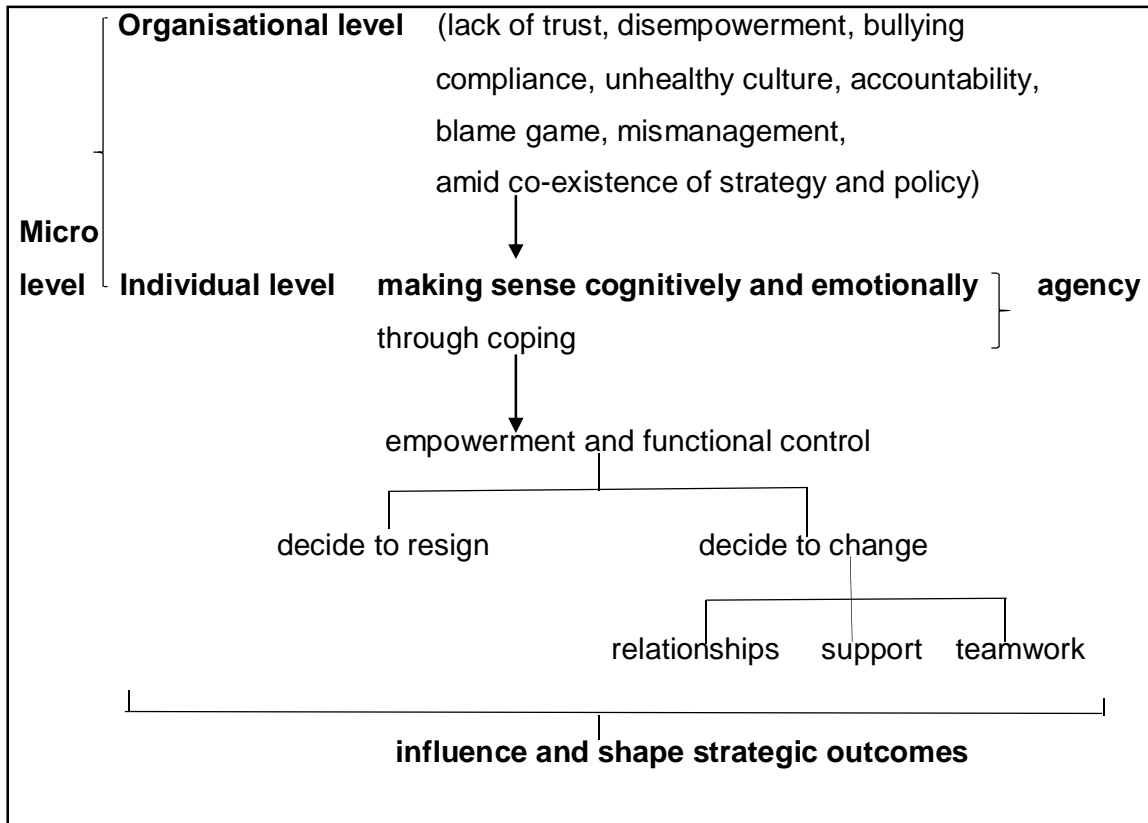 Organisational level (lack of trust, disempowerment, bullying
compliance, unhealthy culture, accountability,
blame game, mismanagement,
amid co-existence of strategy and policy)
Micro
level Individual level making sense cognitively and emotionally agency
through coping
empowerment and functional control
decide to resign decide to change
relationships support teamwork
influence and shape strategic outcomes